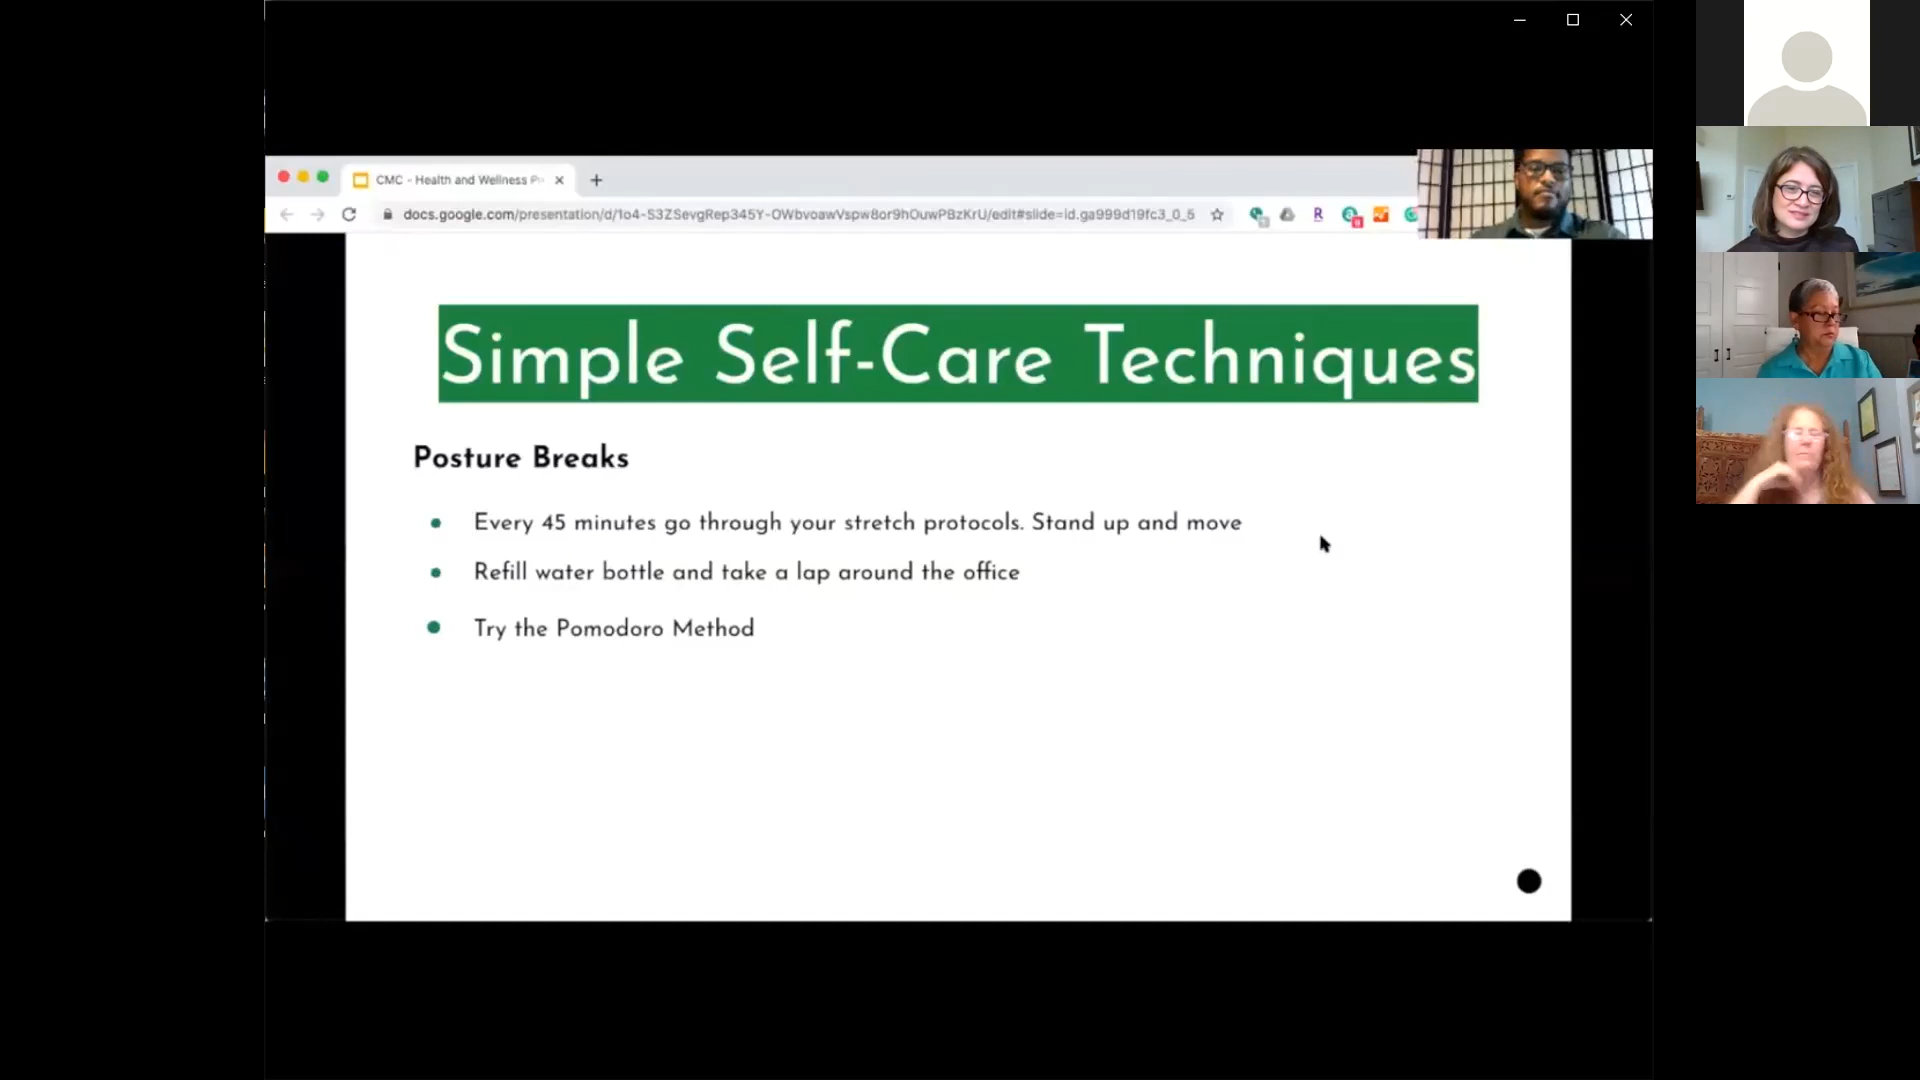 CMC - Health and Wellness
docs.google.com/presentation/d/1o4-S3ZSevgRep345Y-OWbvoawVspw8or9hOuwPBzKrU/edit#slide=id.ga999d19fc3_0_5
R
Simple Self-Care Techniques
Posture Breaks
Every 45 minutes go through your stretch protocols. Stand up and move
Refill water bottle and take a lap around the office
Try the Pomodoro Method